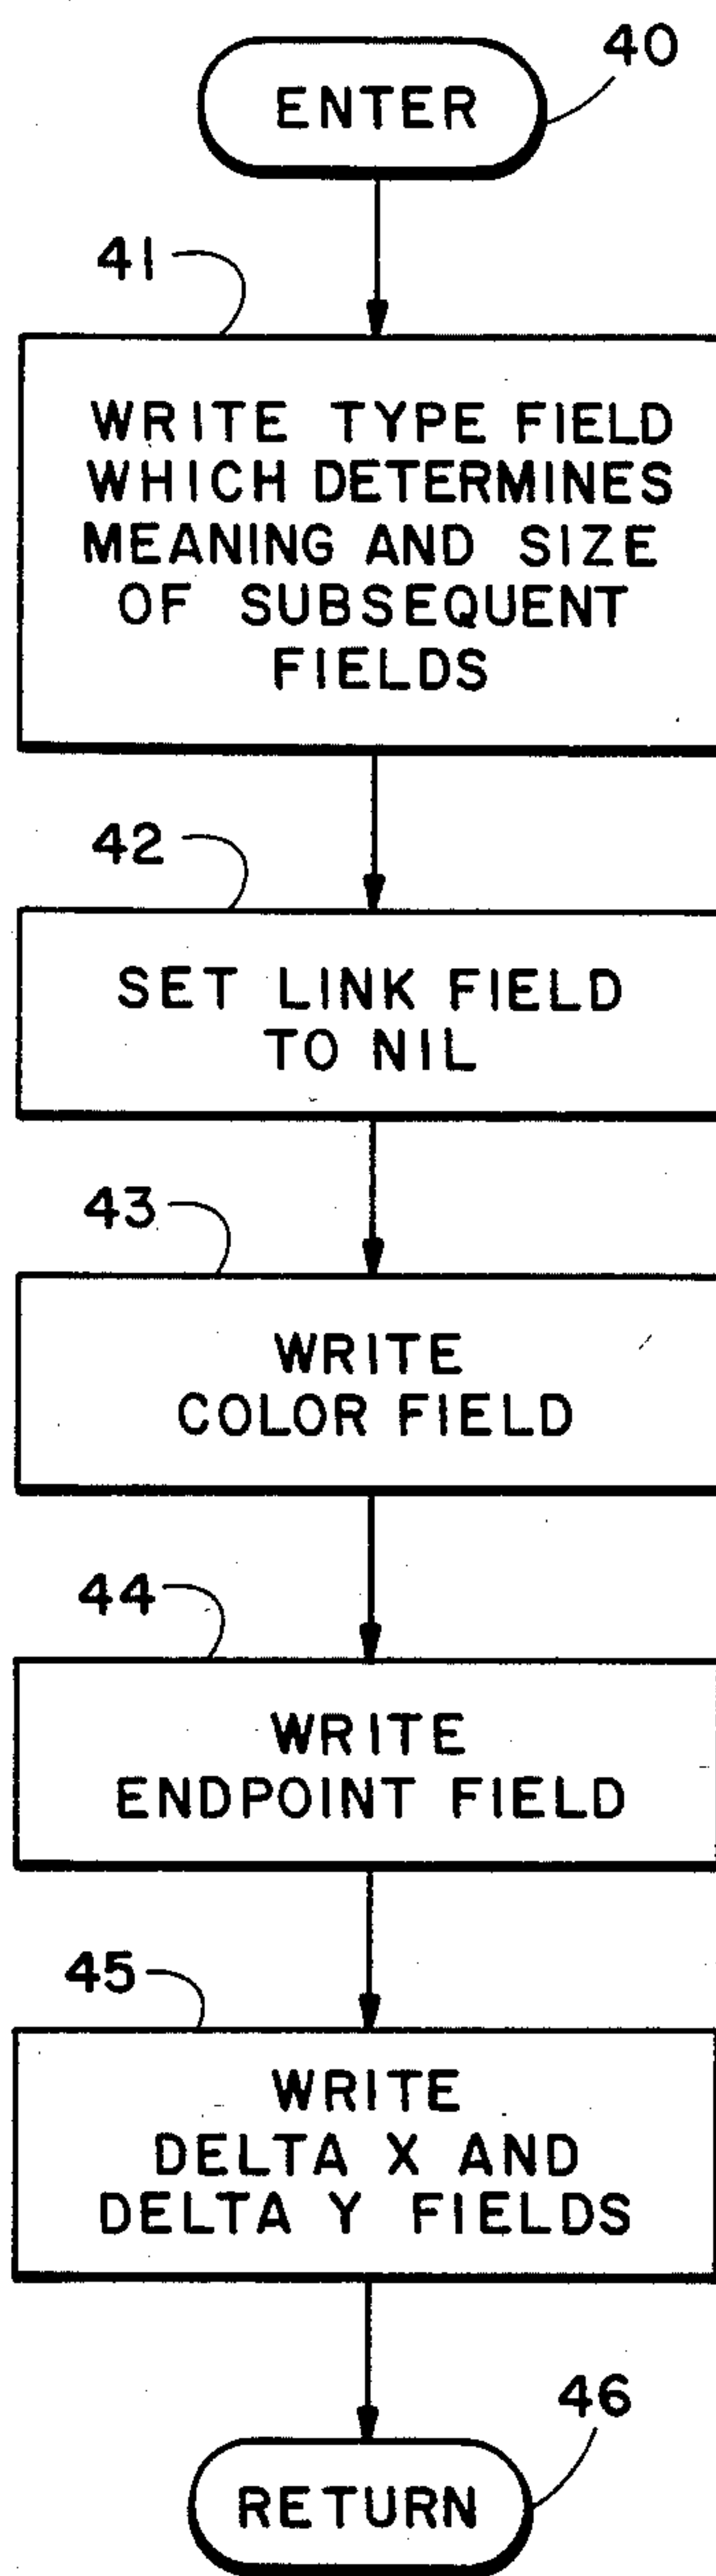 40
ENTER
41
WRITE TYPE FIELD
WHICH DETERMINES
MEANING AND SIZE
OF SUBSEQUENT
FIELDS
42
SET LINK FIELD
TO NIL
43
WRITE
COLOR FIELD
44
WRITE
ENDPOINT FIELD
45
WRITE
DELTA X AND
DELTA Y FIELDS
46
RETURN